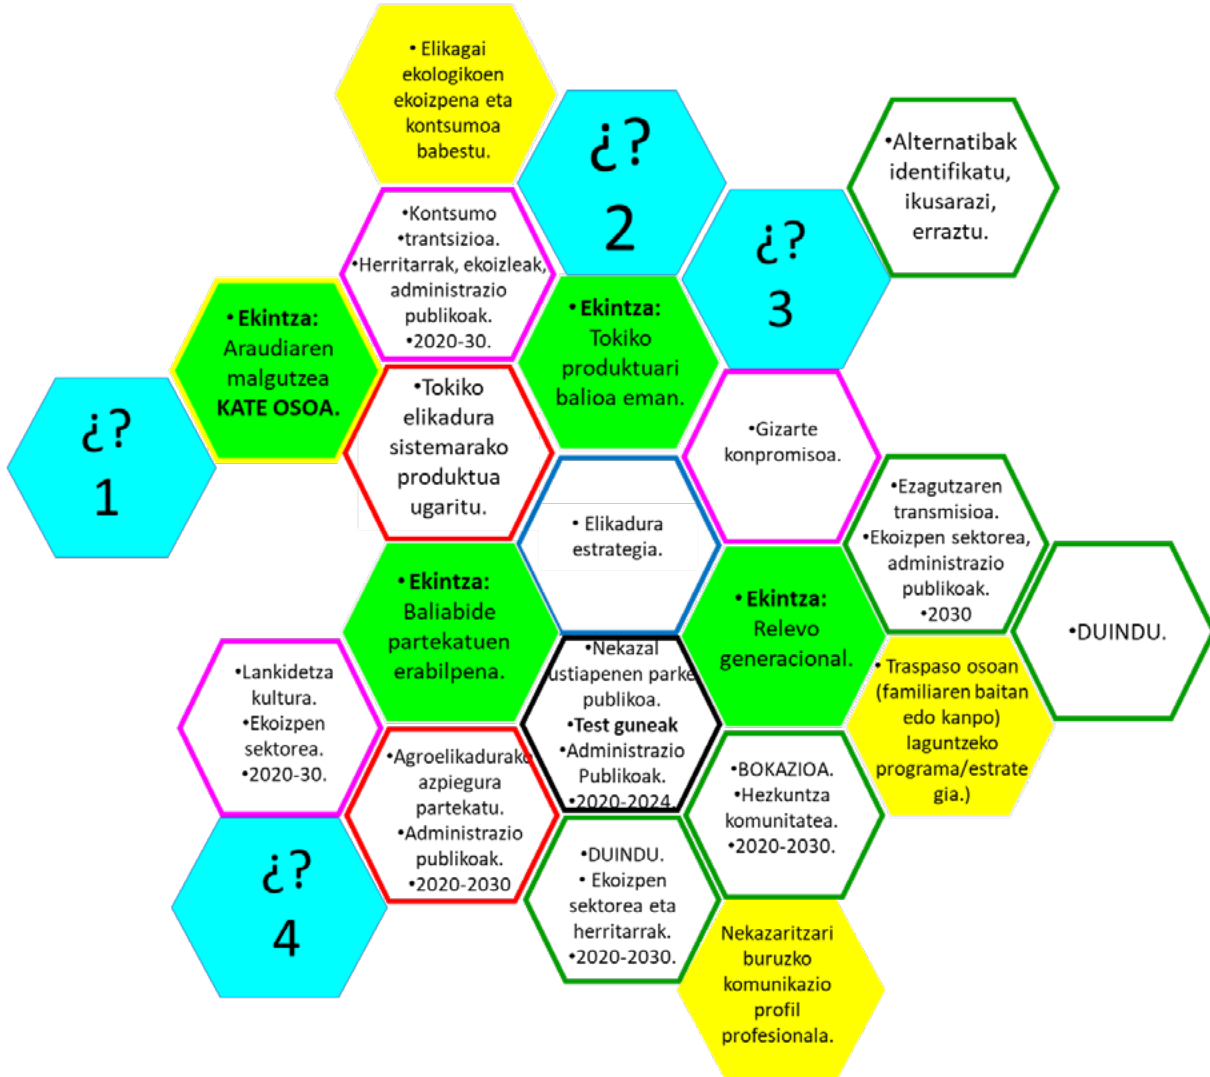 • Elikagai
ekologikoen
ekoizpena eta
kontsumoa
babestu.
¿?
2
•Alternatibak
identifikatu,
ikusarazi,
erraztu.
•Kontsumo
•trantsizioa.
•Herritarrak, ekoizleak,
administrazio
publikoak.
•2020-30.
¿?
3
• Ekintza:
Araudiaren
malgutzea
KATE OSOA.
• Ekintza:
Tokiko
produktuari
balioa eman.
¿?
1
• Tokiko
elikadura
sistemarako
produktua
ugaritu.
•Gizarte
konpromisoa.
• Elikadura
estrategia.
•Ezagutzaren
transmisioa.
•Ekoizpen sektorea,
administrazio
publikoak.
•2030
• Ekintza:
Baliabide
partekatuen
erabilpena.
• Ekintza:
Relevo
generacional.
•DUINDU.
•Lankidetza
kultura.
•Ekoizpen
sektorea.
•2020-30.
•Nekazal
ustiapenen parke
publikoa.
•Test guneak
•Administrazio
Publikoak.
•2020-2024
• Traspaso osoan
(familiaren baitan
edo kanpo)
laguntzeko
programa/estrate
gia.)
•Agroelikadurako
azpiegura
partekatu.
•Administrazio
publikoak.
•2020-2030
•BOKAZIOA.
•Hezkuntza
komunitatea.
•2020-2030.
¿?
4
•DUINDU.
• Ekoizpen
sektorea eta
herritarrak.
•2020-2030.
Nekazaritzari
buruzko
komunikazio
profil
profesionala.